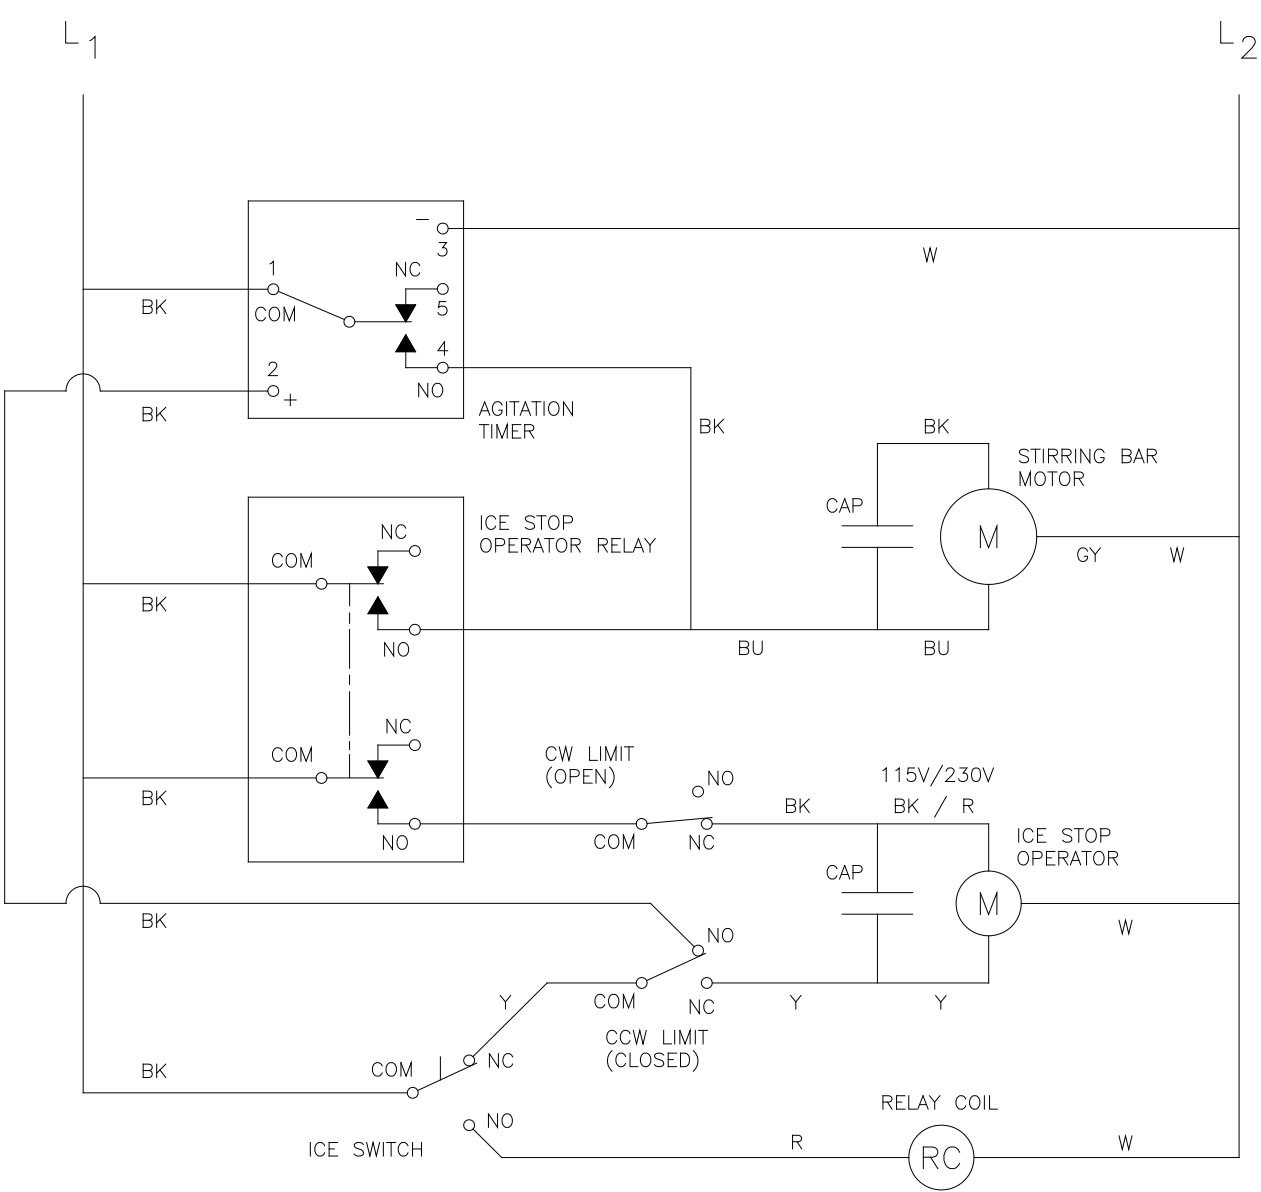 L1
L2
− 3
W
1
NC
BK
COM
5
2
4
+
NO
BK
AGITATION
TIMER
BK
BK
STIRRING BAR
MOTOR
CAP
M
GY
W
ICE STOP
OPERATOR RELAY
NC
COM
BK
NO
BU
BU
NC
COM
BK
NO
CW LIMIT
(OPEN)
NO
COM
NC
BK
115V/230V
BK / R
ICE STOP
OPERATOR
CAP
M
W
BK
NO
COM
NC
Y
Y
Y
CCW LIMIT
(CLOSED)
BK
COM
NC
NO
ICE SWITCH
RELAY COIL
R
RC
W